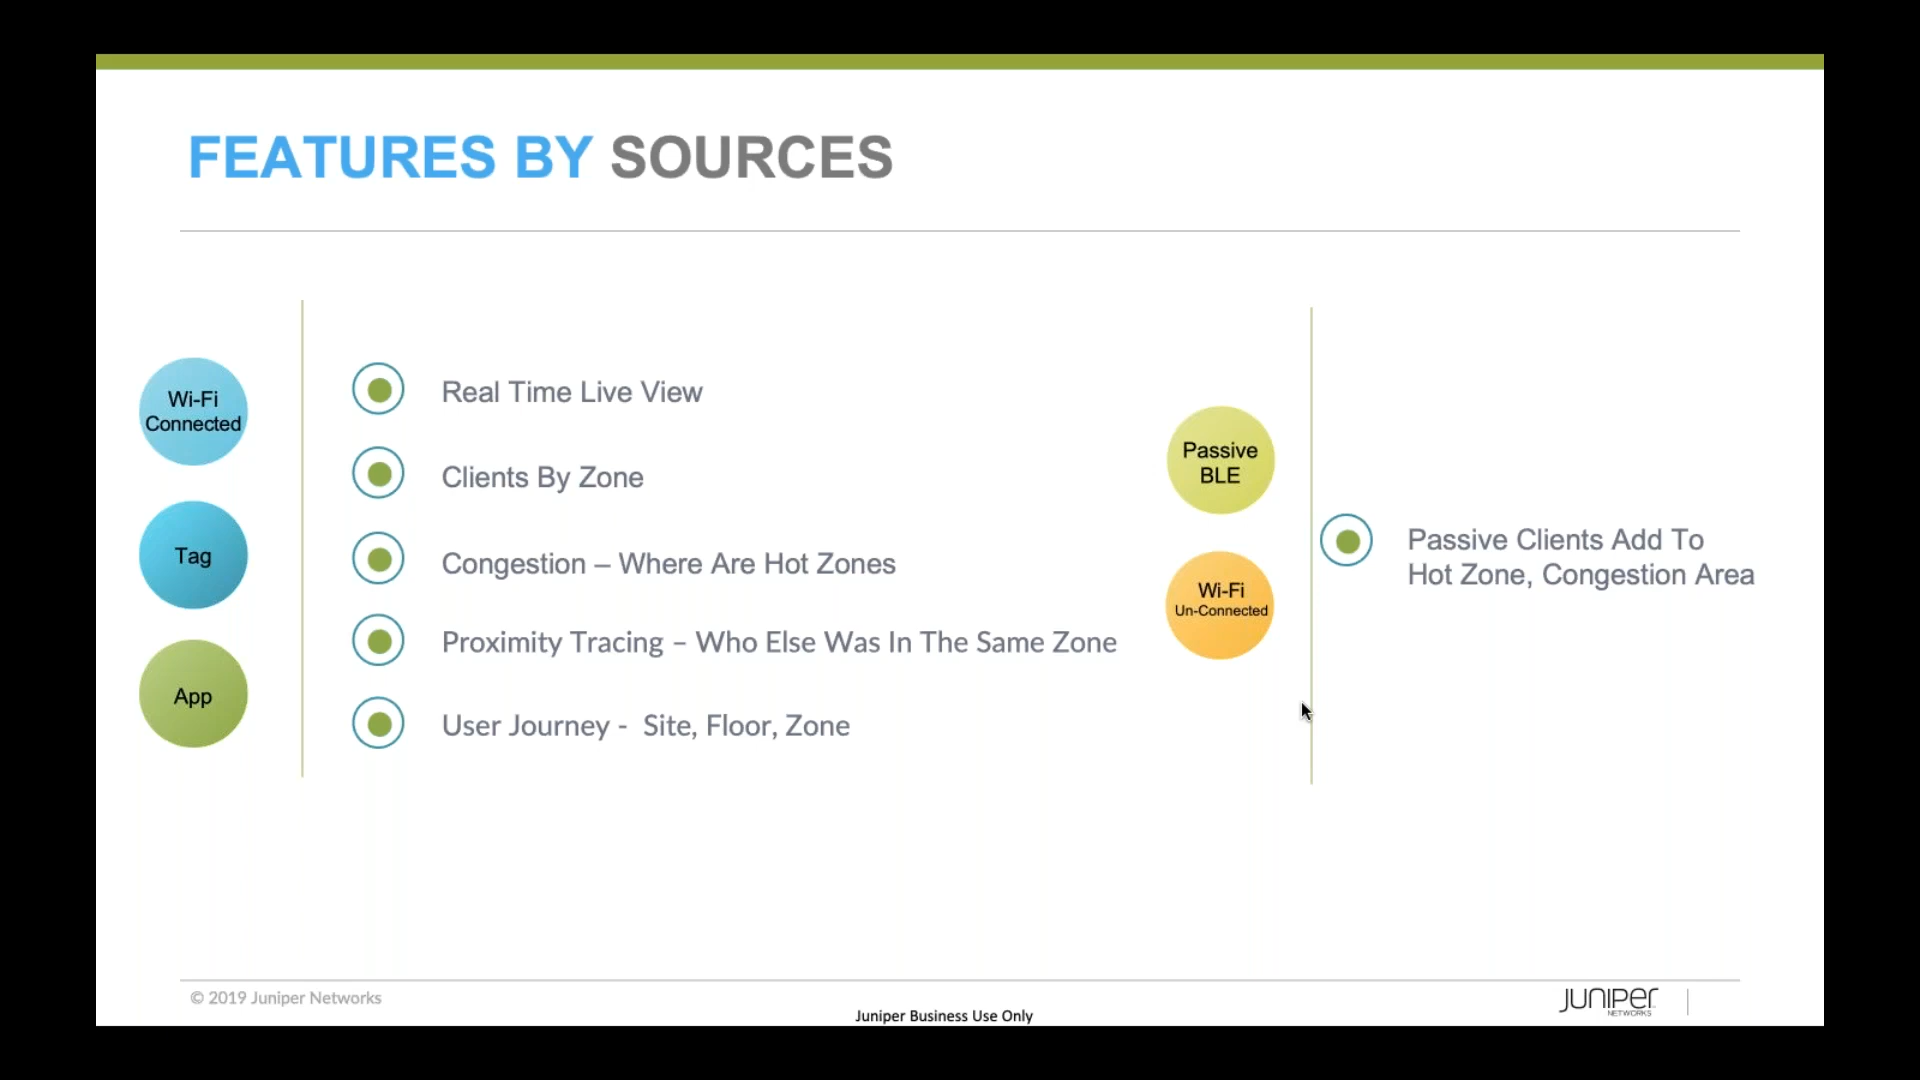 FEATURES BY SOURCES
Wi-Fi
Connected
Tag
App
Real Time Live View
Clients By Zone
Congestion – Where Are Hot Zones
Proximity Tracing – Who Else Was In The Same Zone
User Journey -  Site, Floor, Zone
Passive
BLE
Wi-Fi
Un-Connected
Passive Clients Add To
Hot Zone, Congestion Area
© 2019 Juniper Networks
Juniper Business Use Only
JUNIPER
NETWORKS